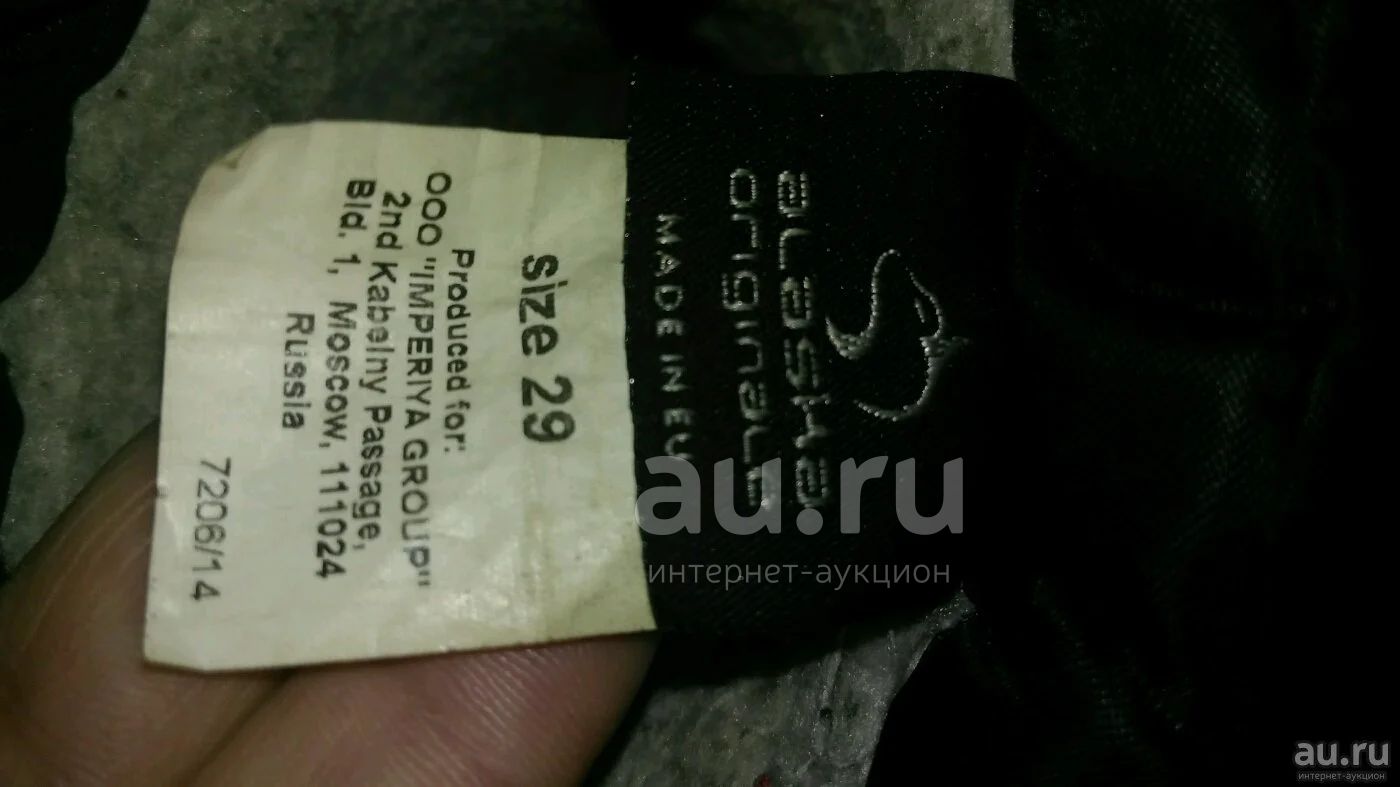 alaska
originals
MADE IN EU
size 29
Produced for:
OOO "IMPERIYA GROUP"
2nd Kabelny Passage,
Bld. 1, Moscow, 111024
Russia
7206/14
au.ru
интернет-аукцион
au.ru
интернет-аукцион